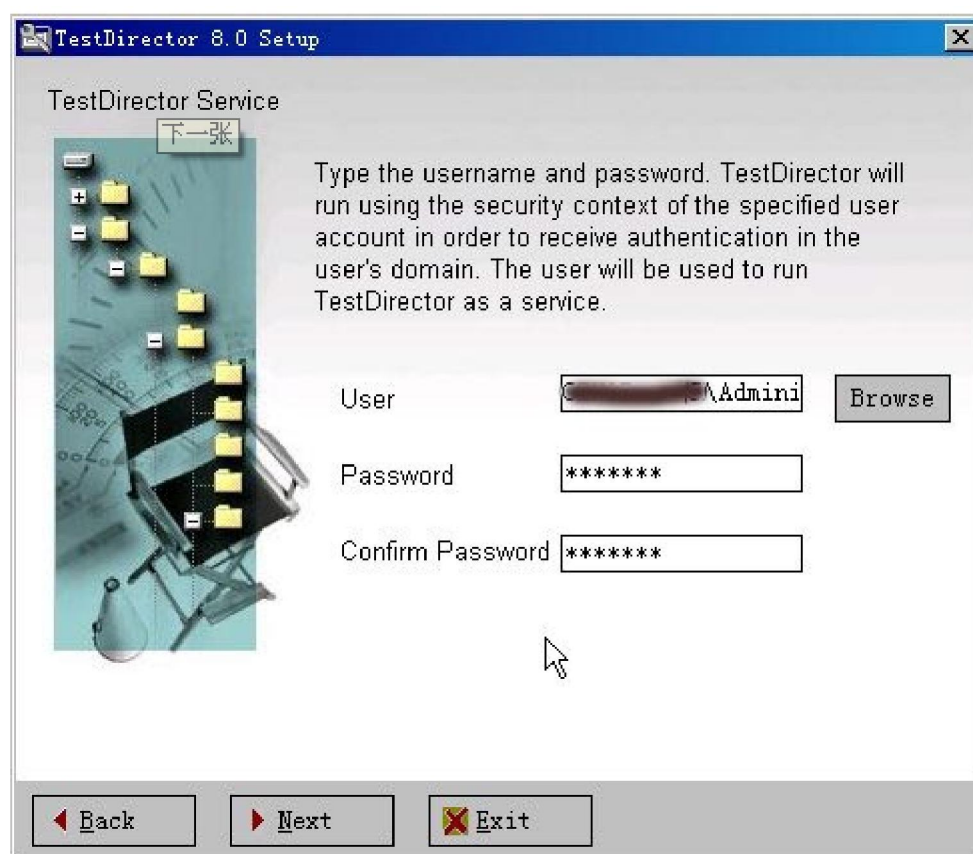 TestDirector 8.0 Setup
TestDirector Service
下一张
Type the username and password. TestDirector will
run using the security context of the specified user
account in order to receive authentication in the
user's domain. The user will be used to run
TestDirector as a service.
User
\Admini
Browse
Password
*******
Confirm Password
*******
Back
Next
Exit